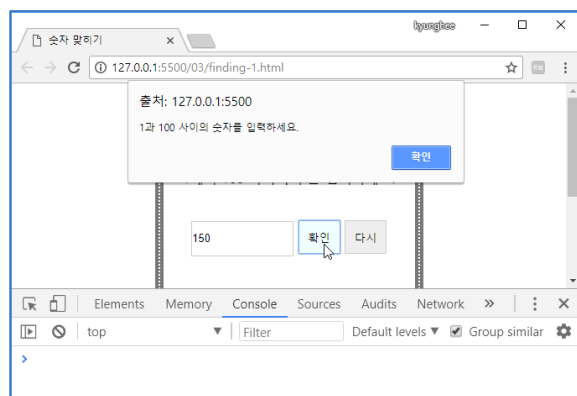 kyunghee
숫자 맞히기
127.0.0.1:5500/03/finding-1.html
출처: 127.0.0.1:5500
1과 100 사이의 숫자를 입력하세요.
확인
150 확인 다시
Elements Memory Console Sources Audits Network
top Filter Default levels Group similar